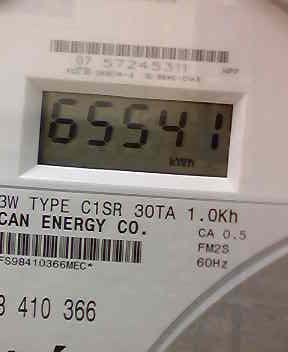 07 57245311
65541
kWh
3W TYPE C1SR 30TA 1.0Kh
CAN ENERGY CO.
CA 0.5
FM2S
FS98410366MEC*
60Hz
8 410 366